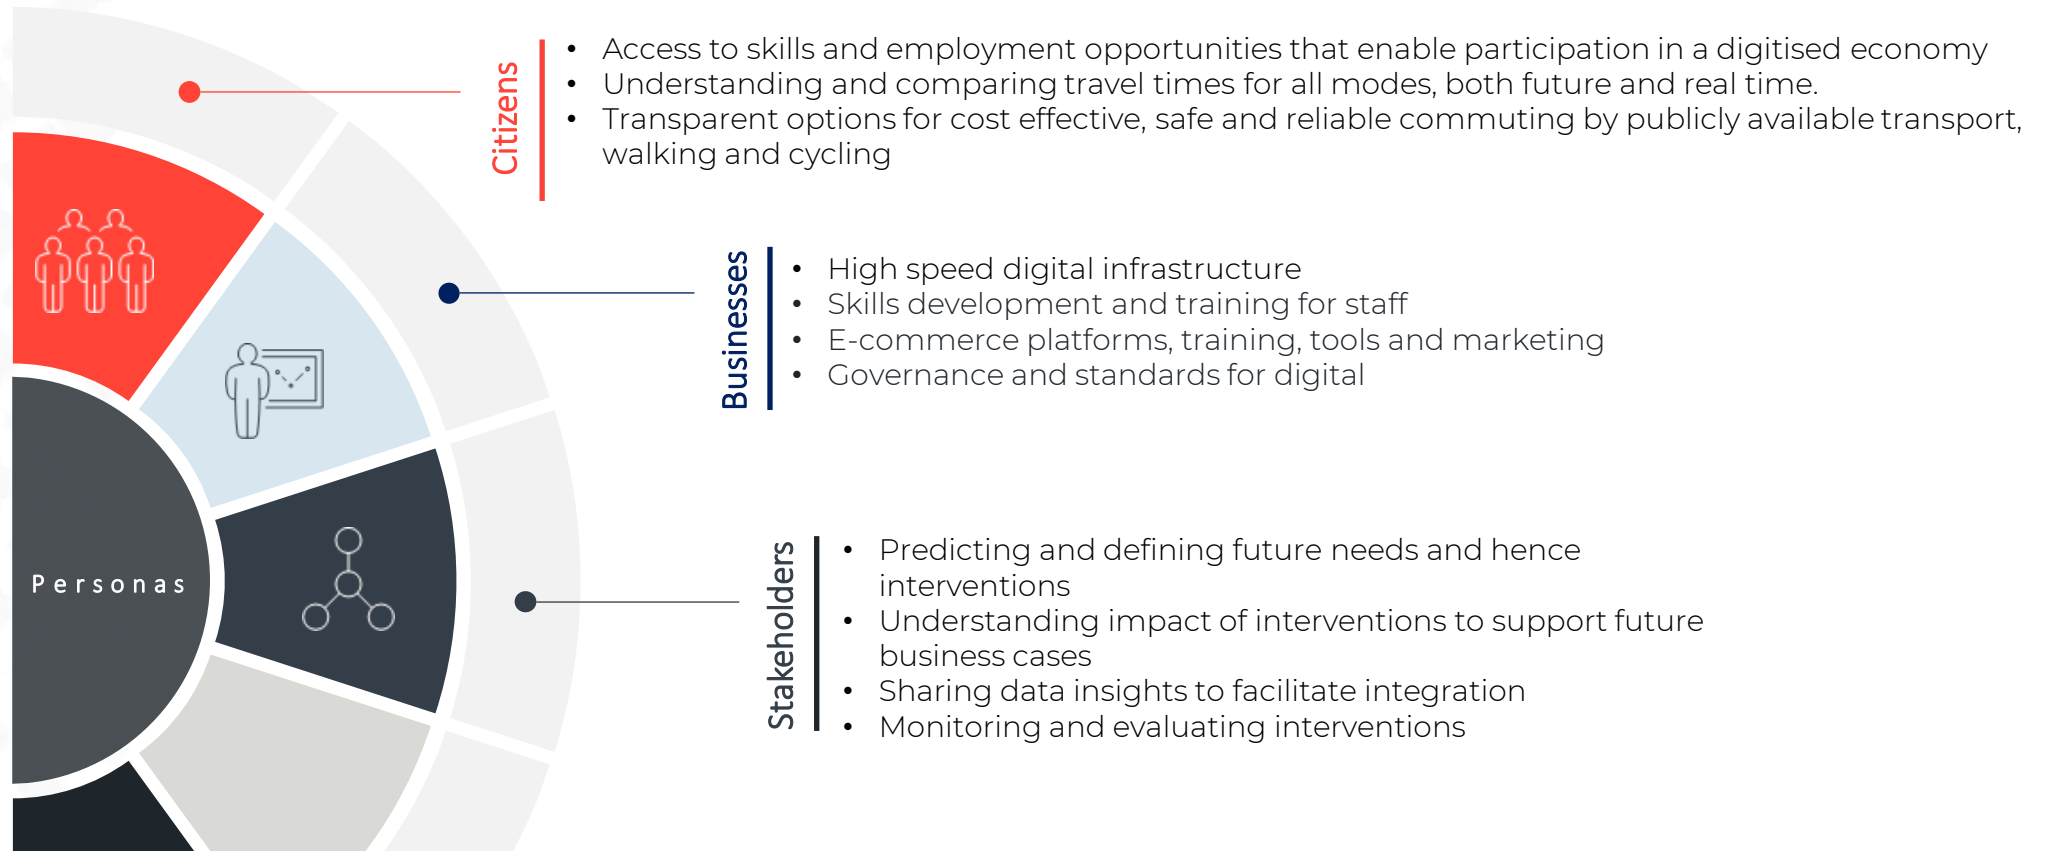 Citizens
• Access to skills and employment opportunities that enable participation in a digitised economy
• Understanding and comparing travel times for all modes, both future and real time.
• Transparent options for cost effective, safe and reliable commuting by publicly available transport,
walking and cycling
Businesses
• High speed digital infrastructure
• Skills development and training for staff
• E-commerce platforms, training, tools and marketing
• Governance and standards for digital
Personas
Stakeholders
• Predicting and defining future needs and hence
interventions
• Understanding impact of interventions to support future
business cases
• Sharing data insights to facilitate integration
• Monitoring and evaluating interventions